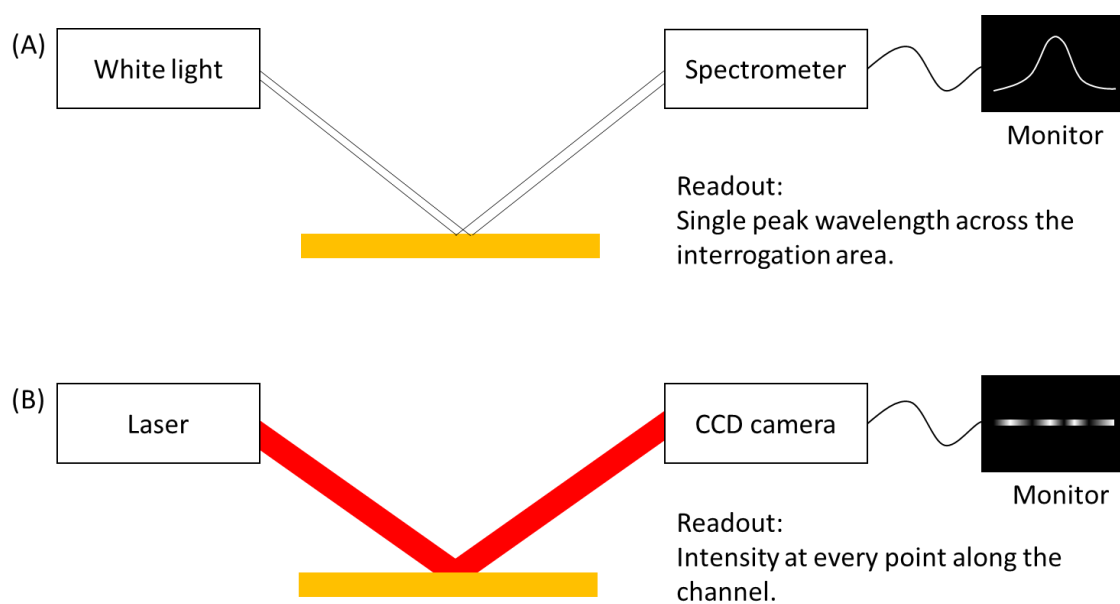 (A)
White light
Spectrometer
Monitor
Readout:
Single peak wavelength across the
interrogation area.
(B)
Laser
CCD camera
Monitor
Readout:
Intensity at every point along the
channel.